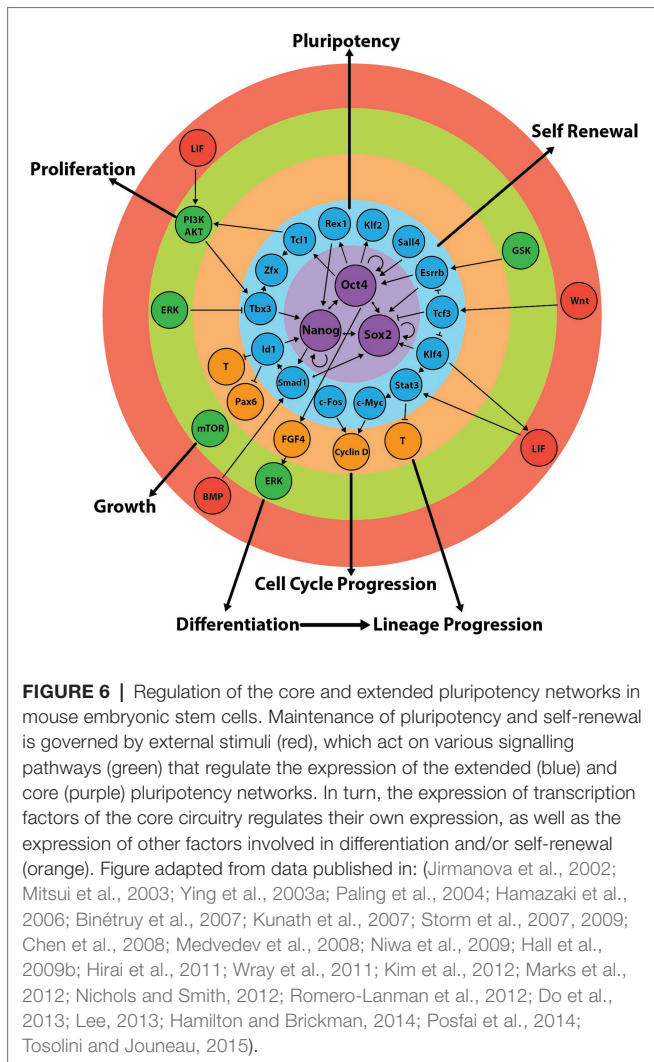 Pluripotency
Self Renewal
LIF
Proliferation
PI3K
AKT
Rex1
Klf2
Tcl1
Sall4
GSK
Zfx
Esrrb
Oct4
Wnt
ERK
Tbx3
Tcf3
Nanog
Sox2
Id1
Klf4
T
Smad1
Stat3
Pax6
c-Fos
c-Myc
mTOR
FGF4
Cyclin D
T
LIF
ERK
BMP
Growth
Cell Cycle Progression
Differentiation
Lineage Progression
FIGURE 6 | Regulation of the core and extended pluripotency networks in
mouse embryonic stem cells. Maintenance of pluripotency and self-renewal
is governed by external stimuli (red), which act on various signalling
pathways (green) that regulate the expression of the extended (blue) and
core (purple) pluripotency networks. In turn, the expression of transcription
factors of the core circuitry regulates their own expression, as well as the
expression of other factors involved in differentiation and/or self-renewal
(orange). Figure adapted from data published in: (Jirmanova et al., 2002;
Mitsui et al., 2003; Ying et al., 2003a; Paling et al., 2004; Hamazaki et al.,
2006; Binétruy et al., 2007; Kunath et al., 2007; Storm et al., 2007, 2009;
Chen et al., 2008; Medvedev et al., 2008; Niwa et al., 2009; Hall et al.,
2009b; Hirai et al., 2011; Wray et al., 2011; Kim et al., 2012; Marks et al.,
2012; Nichols and Smith, 2012; Romero-Lanman et al., 2012; Do et al.,
2013; Lee, 2013; Hamilton and Brickman, 2014; Posfai et al., 2014;
Tosolini and Jouneau, 2015).